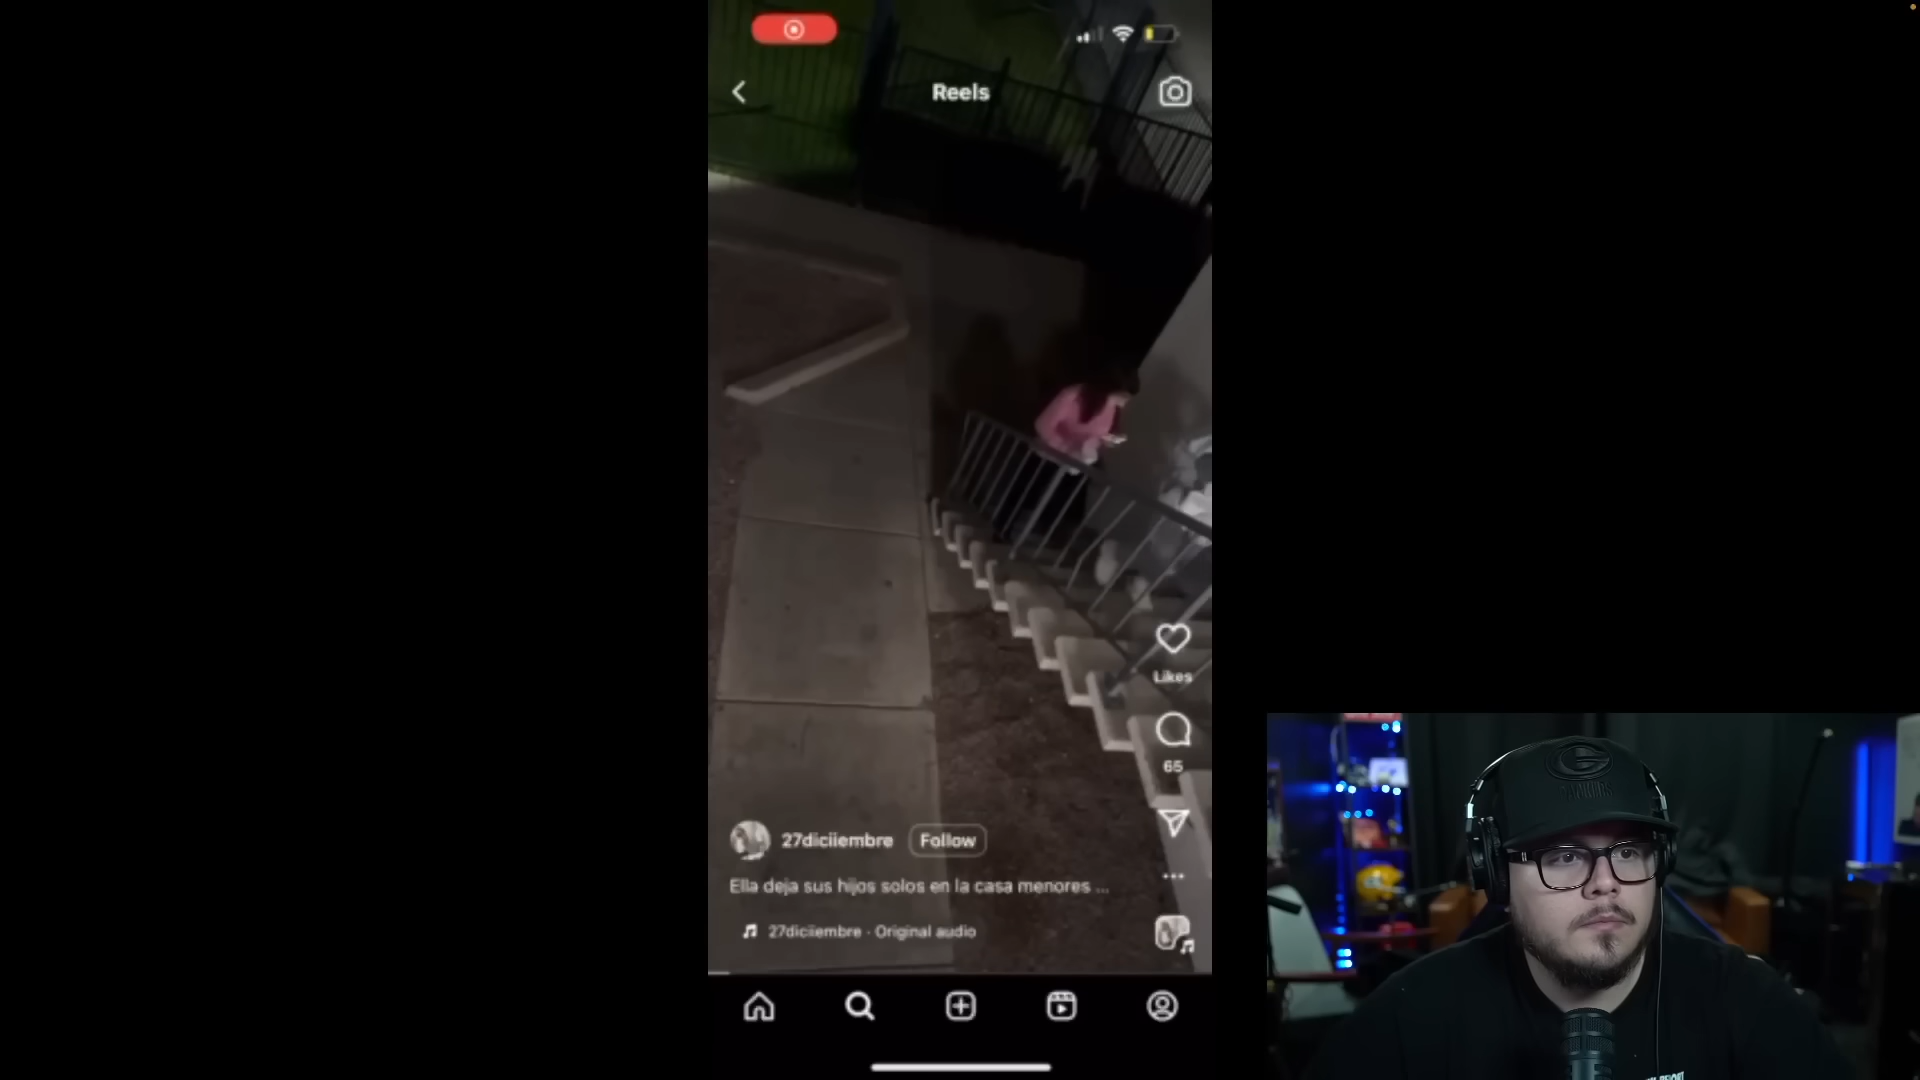 Reels
Likes
65
27diciiembre Follow
Ella deja sus hijos solos en la casa menores ...
27diciiembre · Original audio